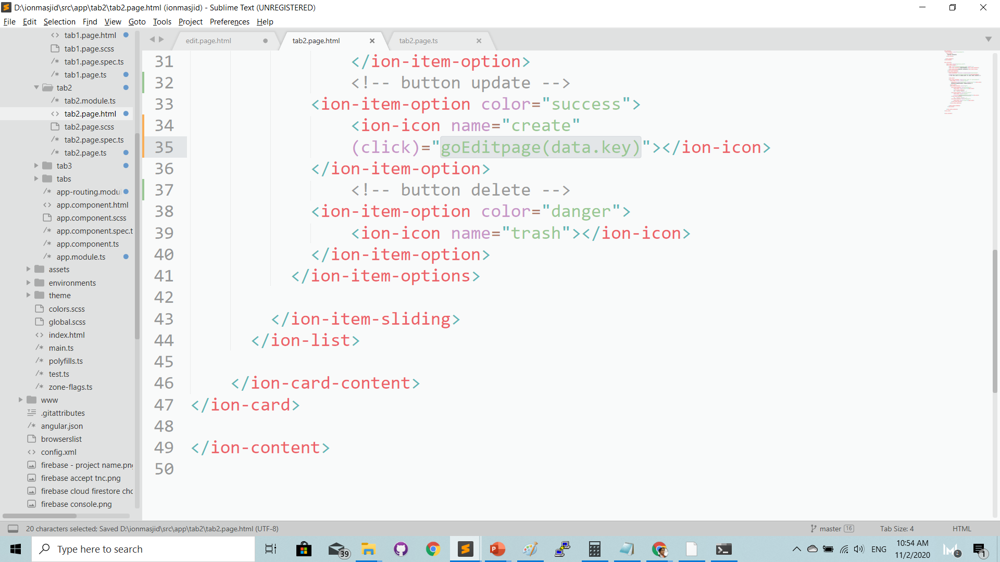 D:\ionmasjid\src\app\tab2\tab2.page.html (ionmasjid) - Sublime Text (UNREGISTERED)
File Edit Selection Find View Goto Tools Project Preferences Help
edit.page.html
tab2.page.html
tab2.page.ts
tab1.page.html
tab1.page.scss
tab1.page.spec.ts
tab1.page.ts
tab2
tab2.module.ts
tab2.page.html
tab2.page.scss
tab2.page.spec.ts
tab2.page.ts
tab3
tabs
app-routing.modu
app.component.html
app.component.scss
app.component.spec.t
app.component.ts
app.module.ts
assets
environments
theme
colors.scss
global.scss
index.html
main.ts
polyfills.ts
test.ts
zone-flags.ts
www
.gitattributes
angular.json
browserslist
config.xml
firebase - project name.pn
firebase accept tnc.png
firebase cloud firestore cho
firebase console.png
31 </ion-item-option>
32 <!-- button update -->
33 <ion-item-option color="success">
34 <ion-icon name="create"
35 (click)="goEditpage(data.key)"></ion-icon>
36 </ion-item-option>
37 <!-- button delete -->
38 <ion-item-option color="danger">
39 <ion-icon name="trash"></ion-icon>
40 </ion-item-option>
41 </ion-item-options>
42
43 </ion-item-sliding>
44 </ion-list>
45
46 </ion-card-content>
47 </ion-card>
48
49 </ion-content>
50
20 characters selected; Saved D:\ionmasjid\src\app\tab2\tab2.page.html (UTF-8)
master 16
Tab Size: 4
HTML
Type here to search
39
ENG
10:54 AM
11/2/2020
2
1